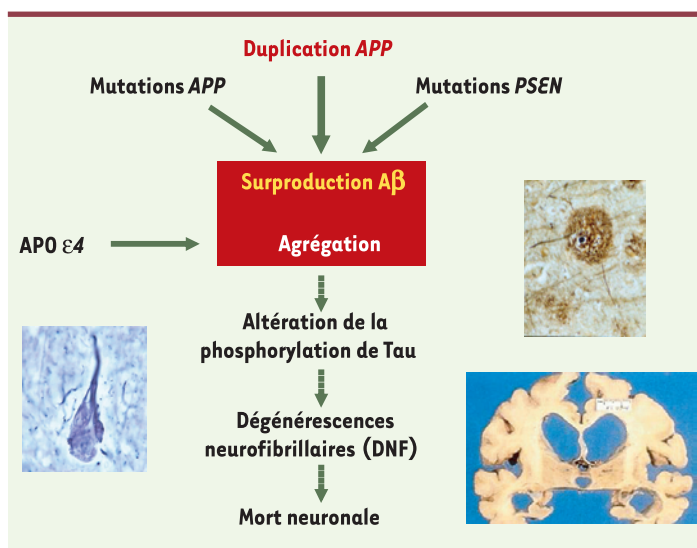 Duplication APP
Mutations APP
Mutations PSEN
Surproduction Aβ
APO ε4
Agrégation
Altération de la
phosphorylation de Tau
Dégénérescences
neurofibrillaires (DNF)
Mort neuronale